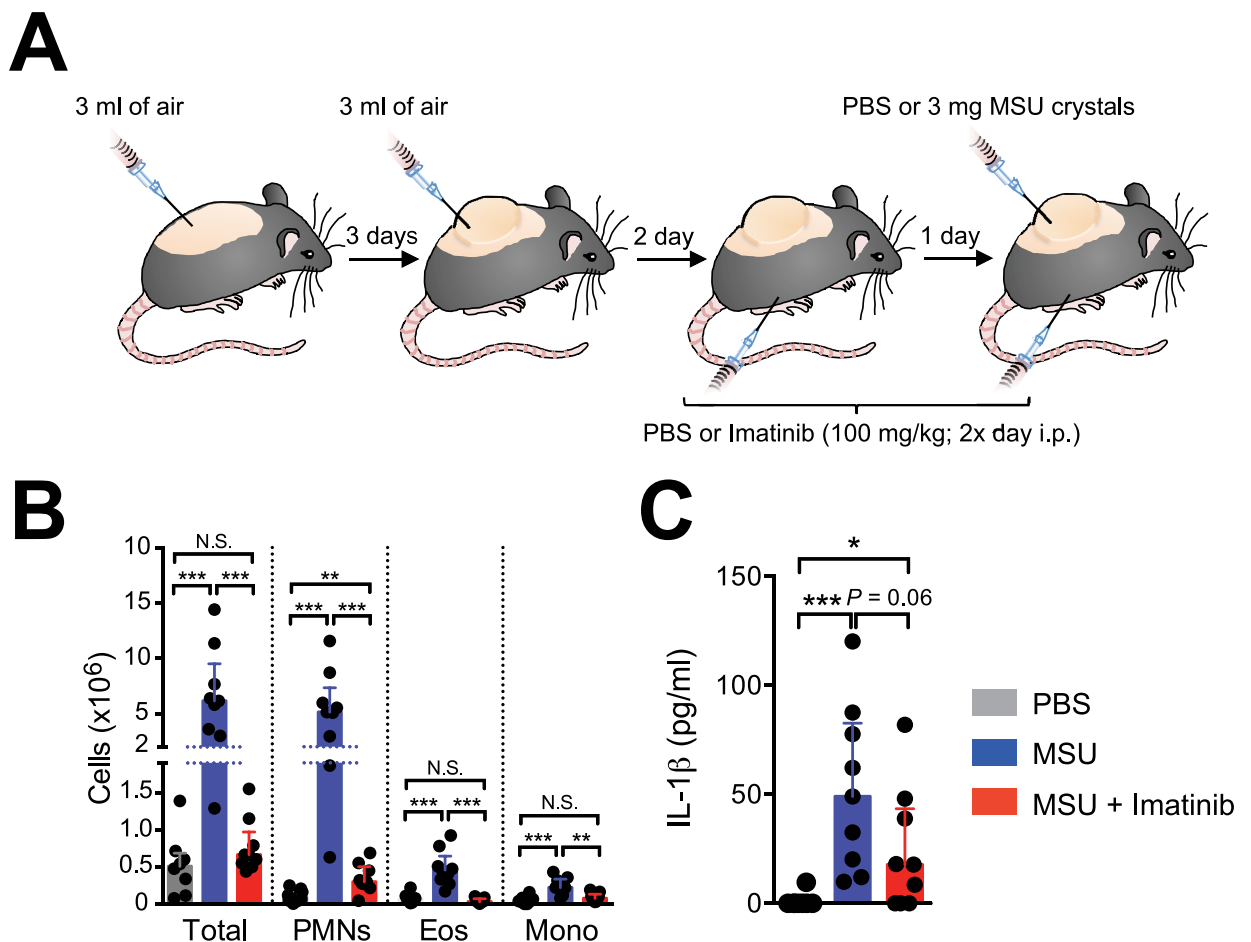 A
3 ml of air
3 ml of air
PBS or 3 mg MSU crystals
3 days
2 day
1 day
PBS or Imatinib (100 mg/kg; 2x day i.p.)
B
Cells (x10⁶)
10
15
10
5
2
1.5
1.0
0.5
0
N.S.
*** ***
**
*** ***
N.S.
*** ***
N.S.
*** **
Total PMNs Eos Mono
C
IL-1β (pg/ml)
150
100
50
0
*
*** P = 0.06
PBS
MSU
MSU + Imatinib